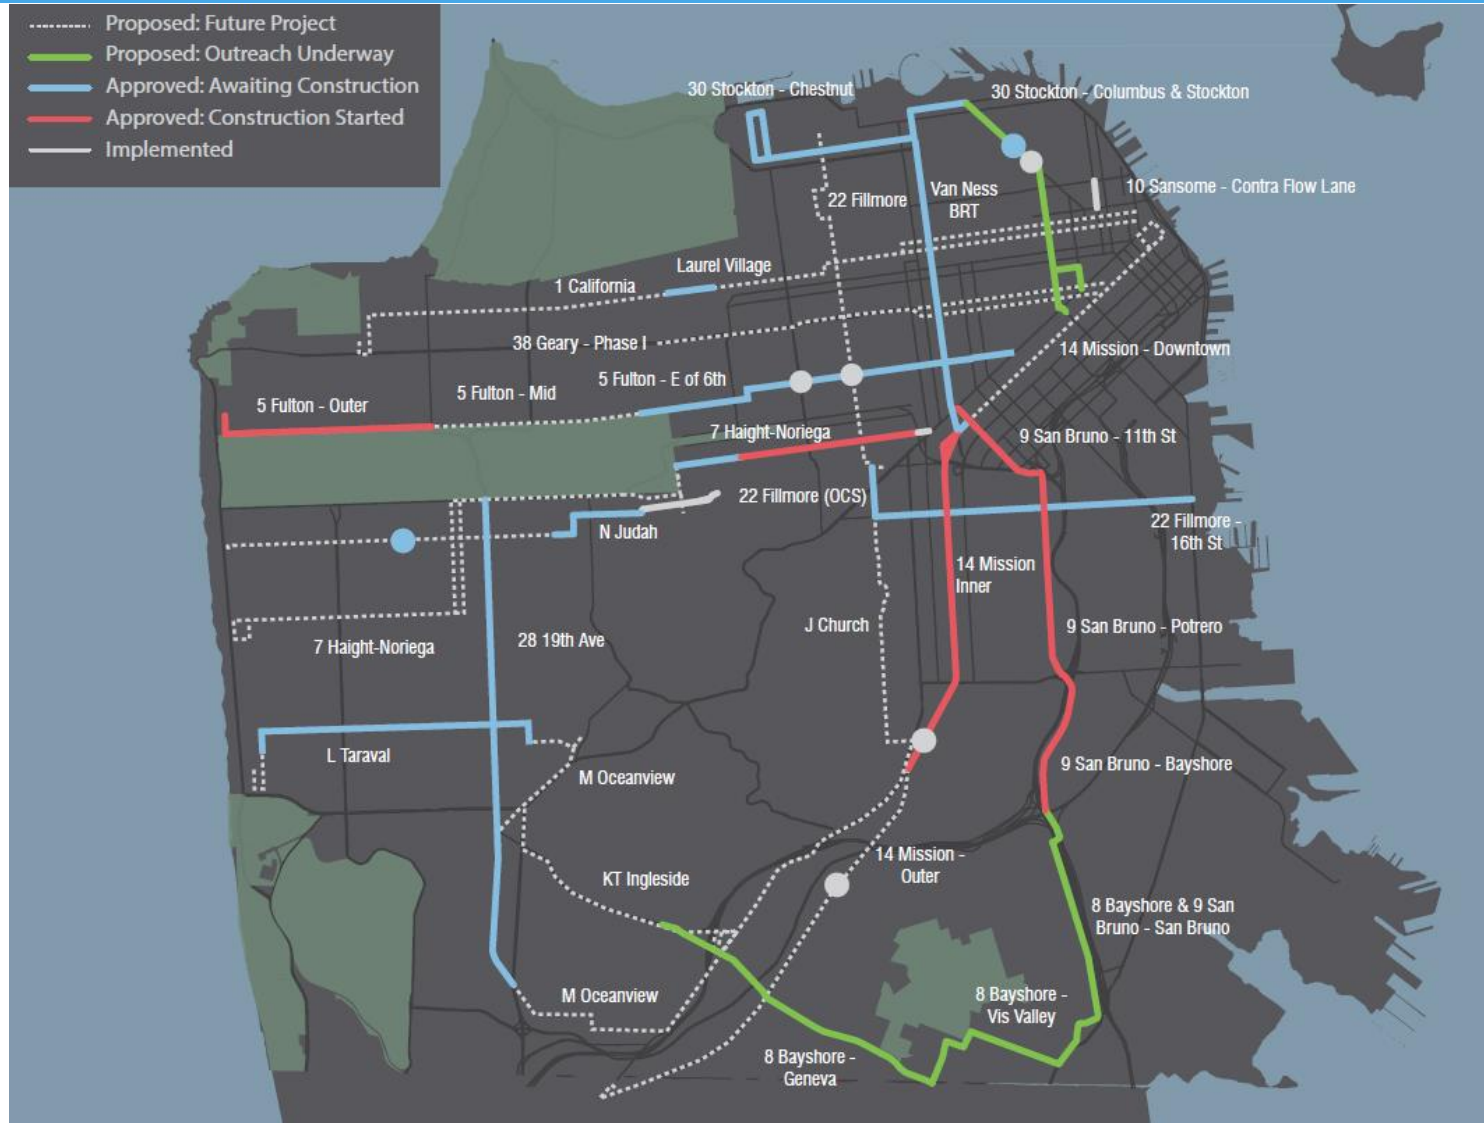 Proposed: Future Project
Proposed: Outreach Underway
Approved: Awaiting Construction
Approved: Construction Started
Implemented
30 Stockton - Chestnut
30 Stockton - Columbus & Stockton
22 Fillmore
Van Ness
BRT
10 Sansome - Contra Flow Lane
Laurel Village
1 California
38 Geary - Phase I
14 Mission - Downtown
5 Fulton - E of 6th
5 Fulton - Mid
5 Fulton - Outer
7 Haight-Noriega
9 San Bruno - 11th St
22 Fillmore (OCS)
N Judah
22 Fillmore -
16th St
14 Mission
Inner
J Church
9 San Bruno - Potrero
28 19th Ave
7 Haight-Noriega
L Taraval
M Oceanview
9 San Bruno - Bayshore
14 Mission -
Outer
KT Ingleside
8 Bayshore & 9 San
Bruno - San Bruno
M Oceanview
8 Bayshore -
Vis Valley
8 Bayshore -
Geneva